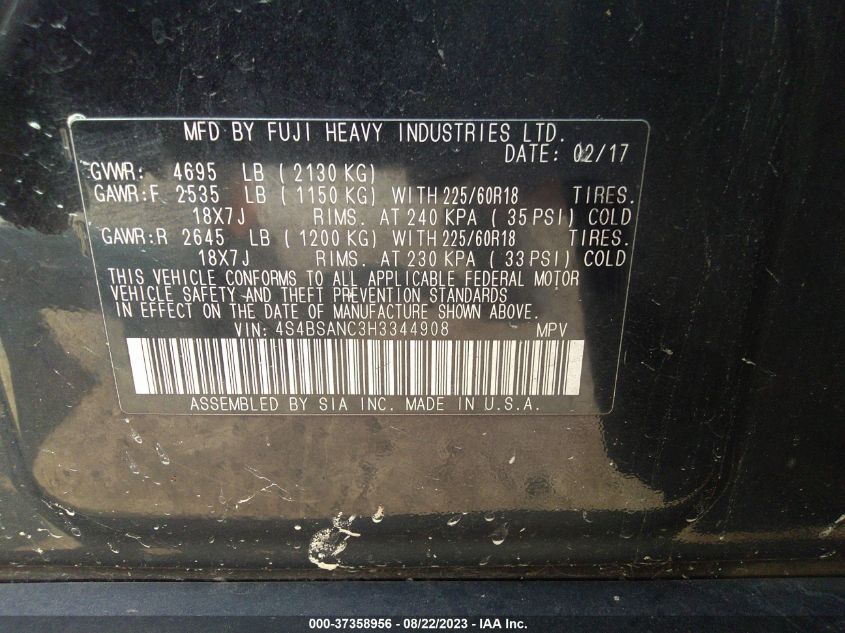 MFD BY FUJI HEAVY INDUSTRIES LTD.
DATE: 02/17
GVWR: 4695 LB ( 2130 KG)
GAWR:F 2535 LB ( 1150 KG) WITH 225/60R18 TIRES.
18X7J RIMS. AT 240 KPA ( 35 PSI) COLD
GAWR:R 2645 LB ( 1200 KG) WITH 225/60R18 TIRES.
18X7J RIMS. AT 230 KPA ( 33 PSI) COLD
THIS VEHICLE CONFORMS TO ALL APPLICABLE FEDERAL MOTOR
VEHICLE SAFETY AND THEFT PREVENTION STANDARDS
IN EFFECT ON THE DATE OF MANUFACTURE SHOWN ABOVE.
VIN: 4S4BSANC3H3344908 MPV
ASSEMBLED BY SIA INC. MADE IN U.S.A.
000-37358956 - 08/22/2023 - IAA Inc.